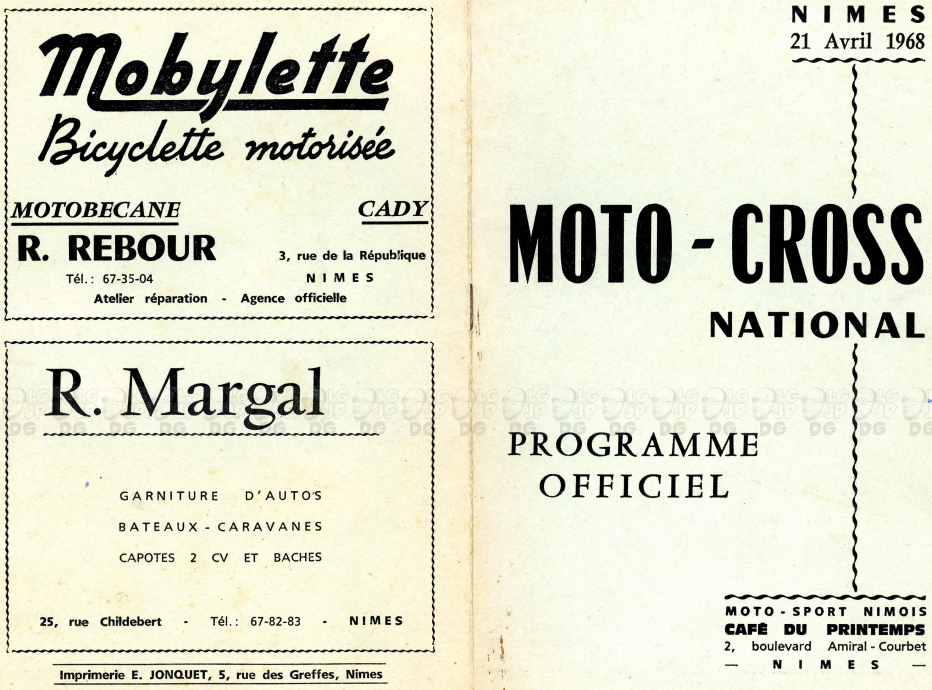 Mobylette
Bicyclette motorisée
MOTOBECANE CADY
R. REBOUR 3, rue de la République
Tél. : 67-35-04 NIMES
Atelier réparation - Agence officielle
R. Margal
GARNITURE D'AUTOS
BATEAUX - CARAVANES
CAPOTES 2 CV ET BACHES
25, rue Childebert - Tél. : 67-82-83 - NIMES
Imprimerie E. JONQUET, 5, rue des Greffes, Nimes
NIMES
21 Avril 1968
MOTO - CROSS
NATIONAL
PROGRAMME
OFFICIEL
MOTO - SPORT NIMOIS
CAFÉ DU PRINTEMPS
2, boulevard Amiral - Courbet
— NIMES —